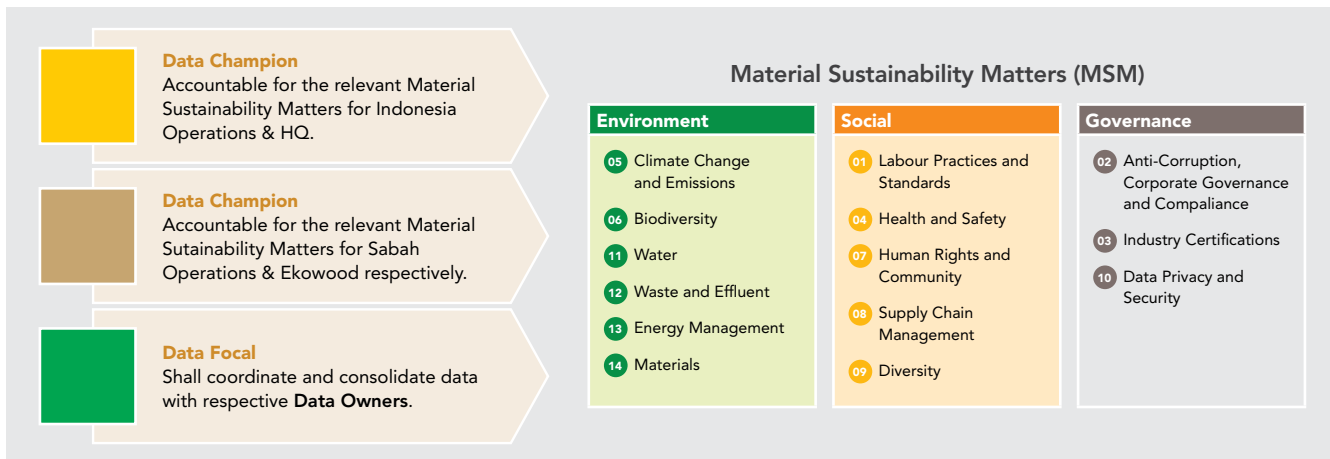 Data Champion
Accountable for the relevant Material
Sustainability Matters for Indonesia
Operations & HQ.
Data Champion
Accountable for the relevant Material
Sutainability Matters for Sabah
Operations & Ekowood respectively.
Data Focal
Shall coordinate and consolidate data
with respective Data Owners.
Material Sustainability Matters (MSM)
Environment
05 Climate Change
and Emissions
06 Biodiversity
11 Water
12 Waste and Effluent
13 Energy Management
14 Materials
Social
01 Labour Practices and
Standards
04 Health and Safety
07 Human Rights and
Community
08 Supply Chain
Management
09 Diversity
Governance
02 Anti-Corruption,
Corporate Governance
and Compaliance
03 Industry Certifications
10 Data Privacy and
Security